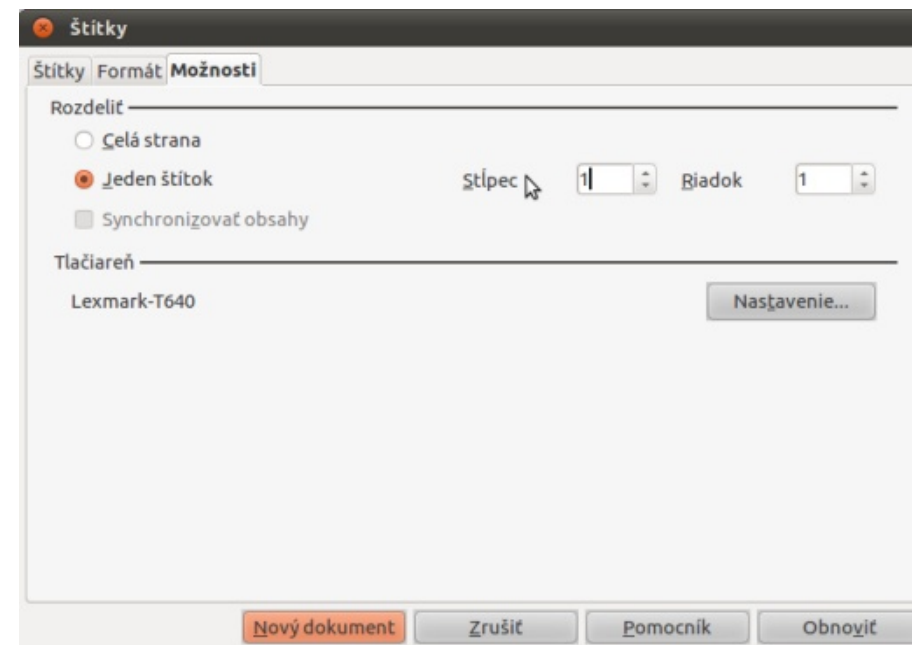 Štítky
Štítky Formát Možnosti
Rozdeliť
Celá strana
Jeden štítok Stĺpec 1 Riadok 1
Synchronizovať obsahy
Tlačiareň
Lexmark-T640 Nastavenie...
Nový dokument Zrušiť Pomocník Obnoviť